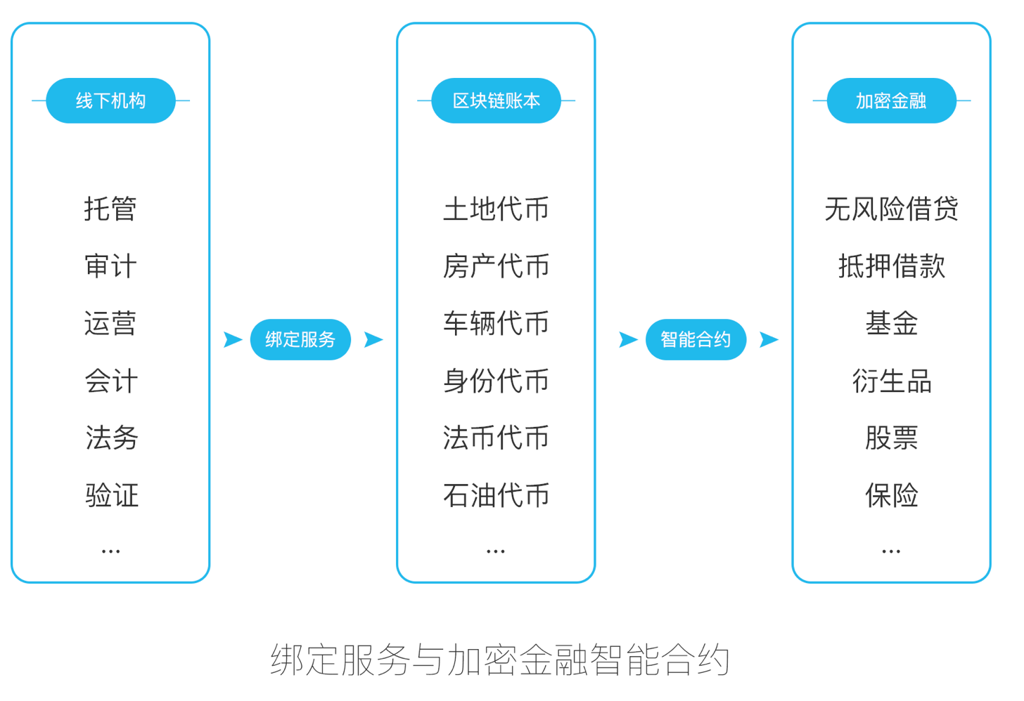 线下机构
托管
审计
运营
会计
法务
验证
...
绑定服务
区块链账本
土地代币
房产代币
车辆代币
身份代币
法币代币
石油代币
...
智能合约
加密金融
无风险借贷
抵押借款
基金
衍生品
股票
保险
...
绑定服务与加密金融智能合约